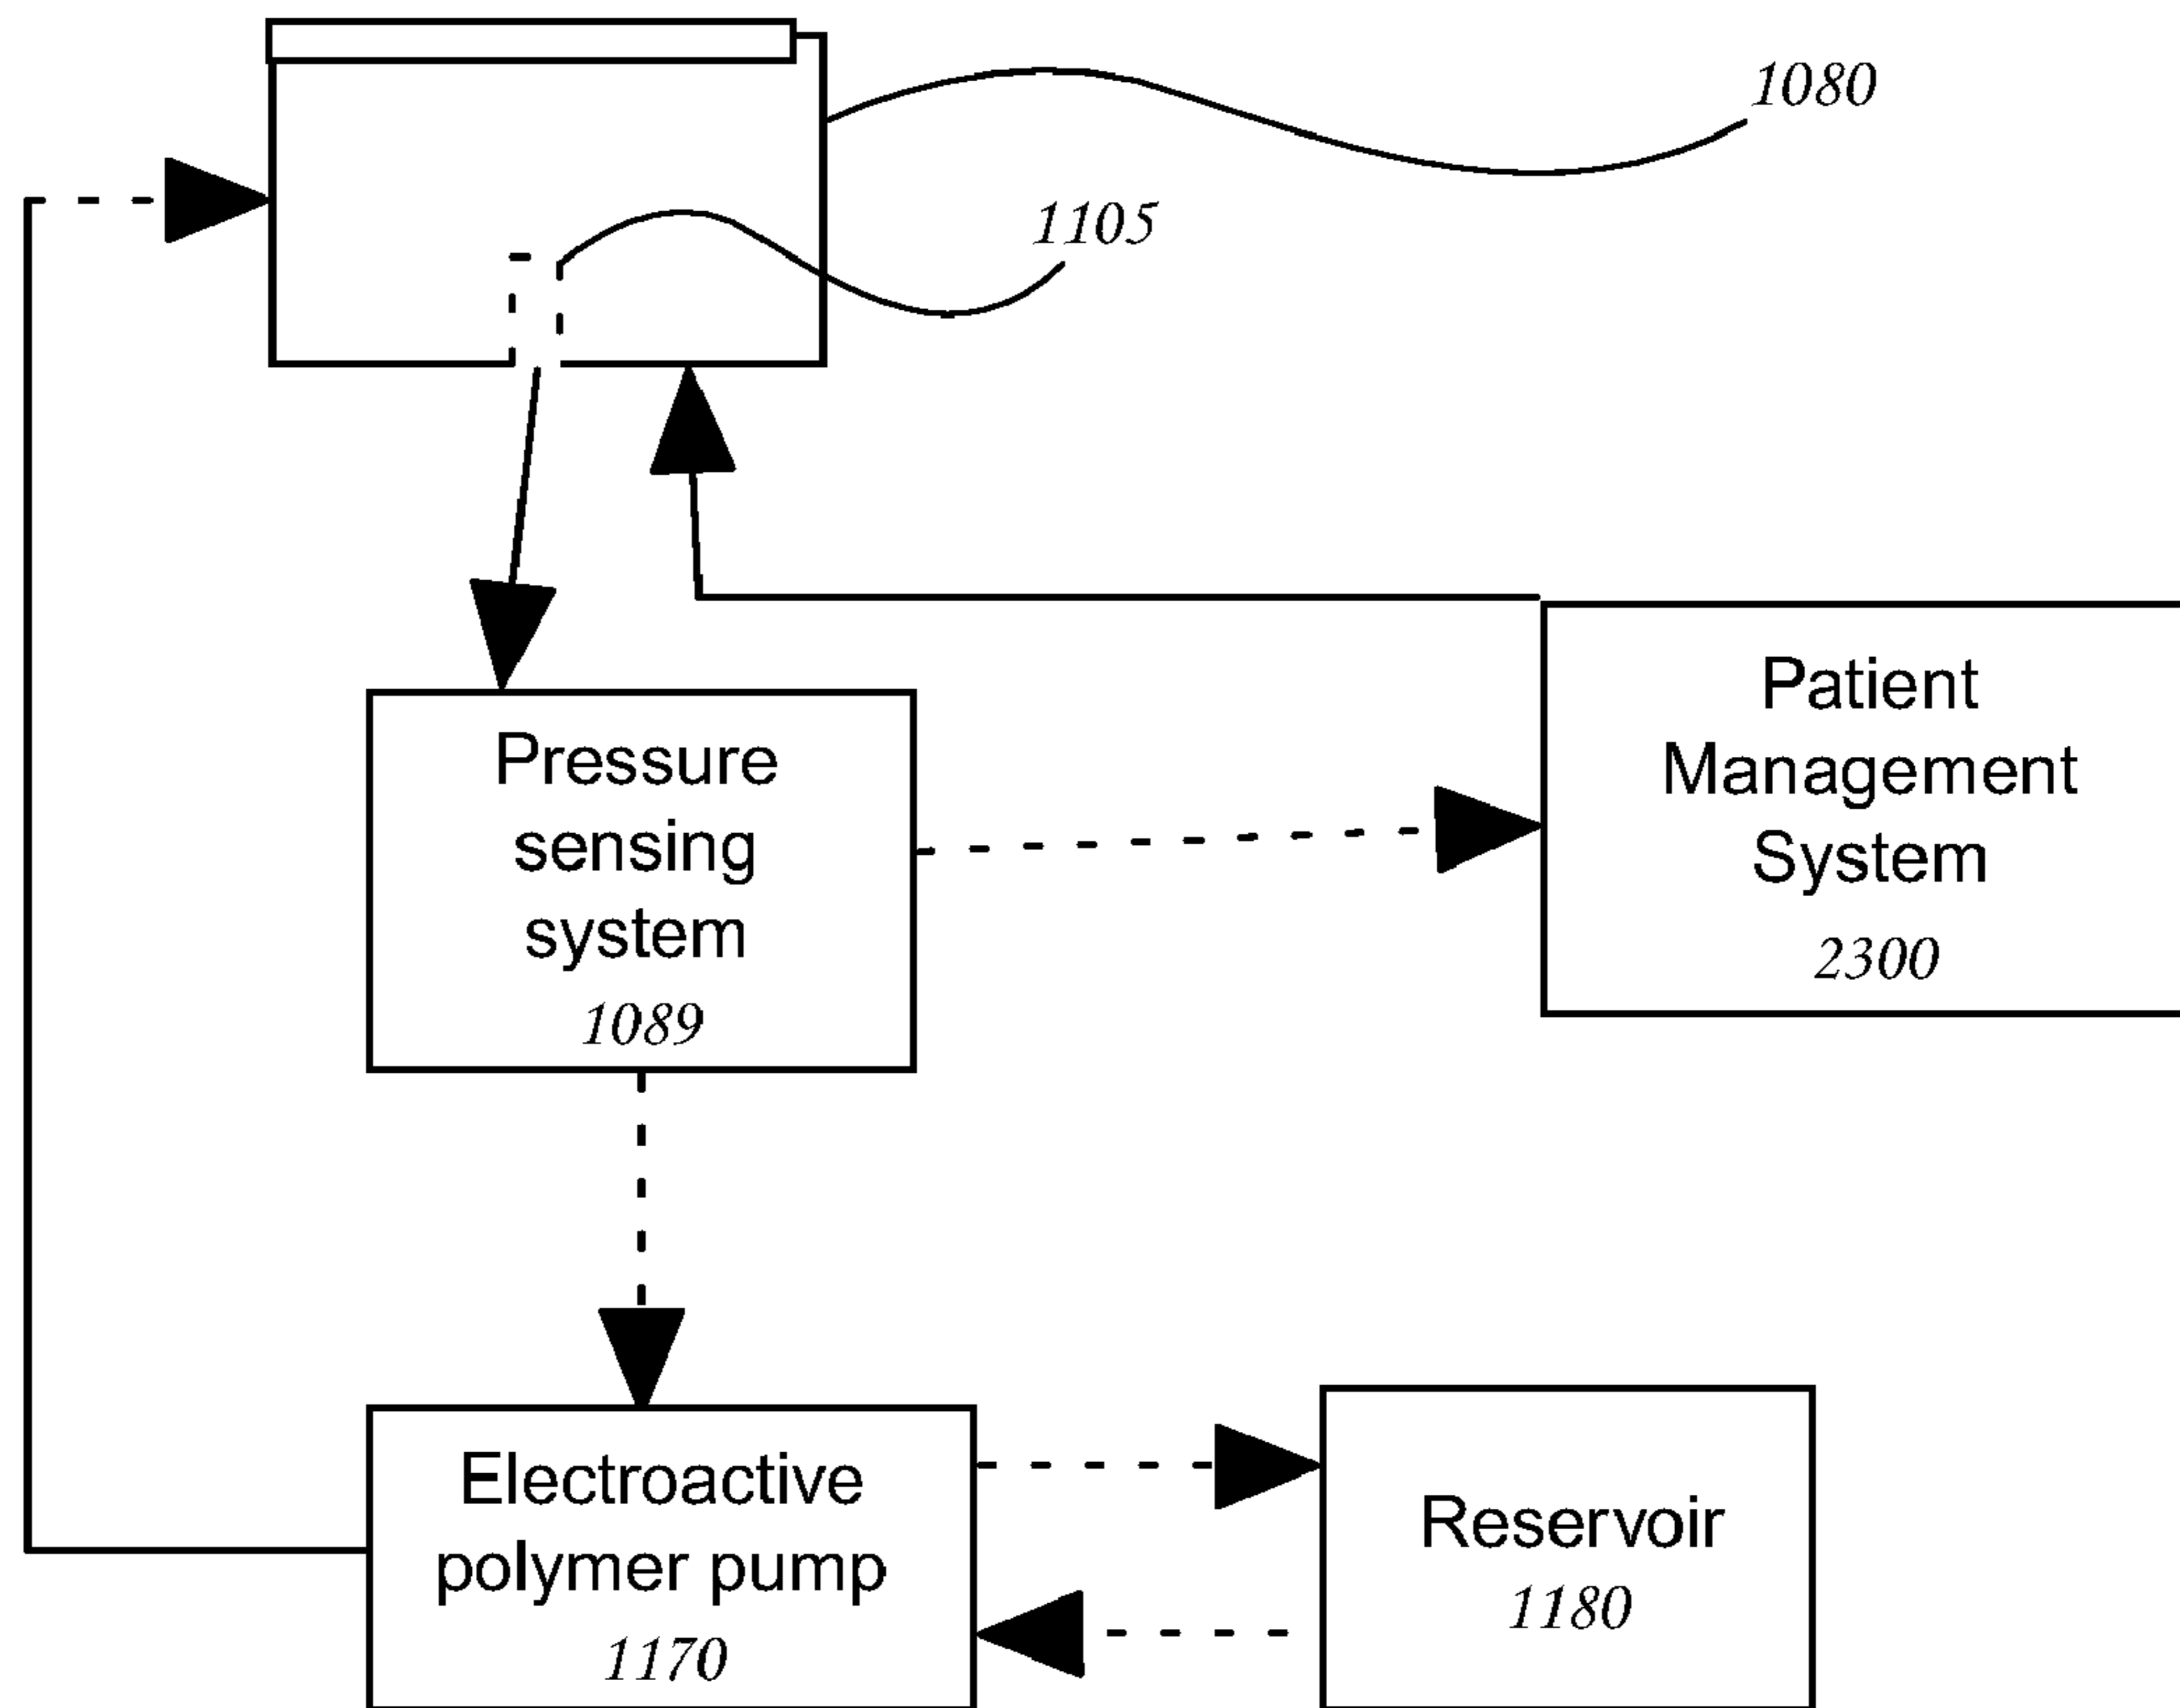 1080
1105
Pressure
sensing
system
1089
Patient
Management
System
2300
Electroactive
polymer pump
1170
Reservoir
1180